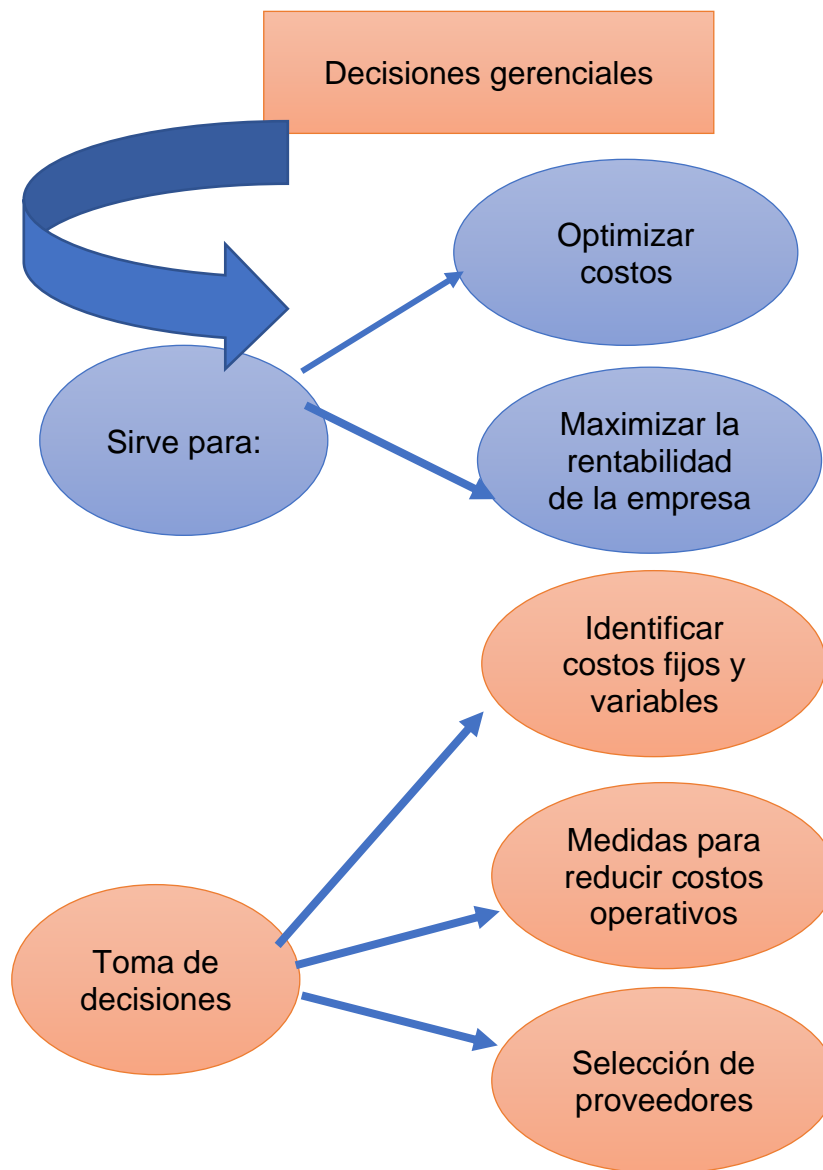 Decisiones gerenciales
Optimizar
costos
Sirve para:
Maximizar la
rentabilidad
de la empresa
Identificar
costos fijos y
variables
Medidas para
reducir costos
operativos
Toma de
decisiones
Selección de
proveedores